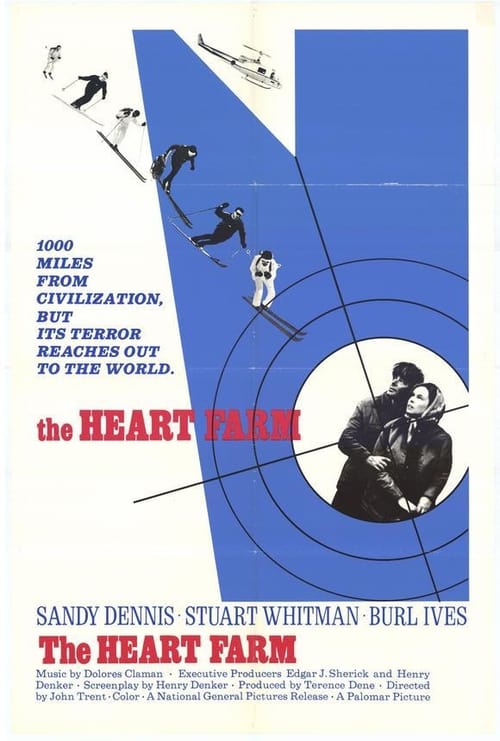 1000
MILES
FROM
CIVILIZATION,
BUT
ITS TERROR
REACHES OUT
TO THE WORLD.
the HEART FARM
SANDY DENNIS · STUART WHITMAN · BURL IVES
The HEART FARM
Music by Dolores Claman · Executive Producers Edgar J. Sherick and Henry
Denker · Screenplay by Henry Denker · Produced by Terence Dene · Directed
by John Trent · Color · A National General Pictures Release · A Palomar Picture